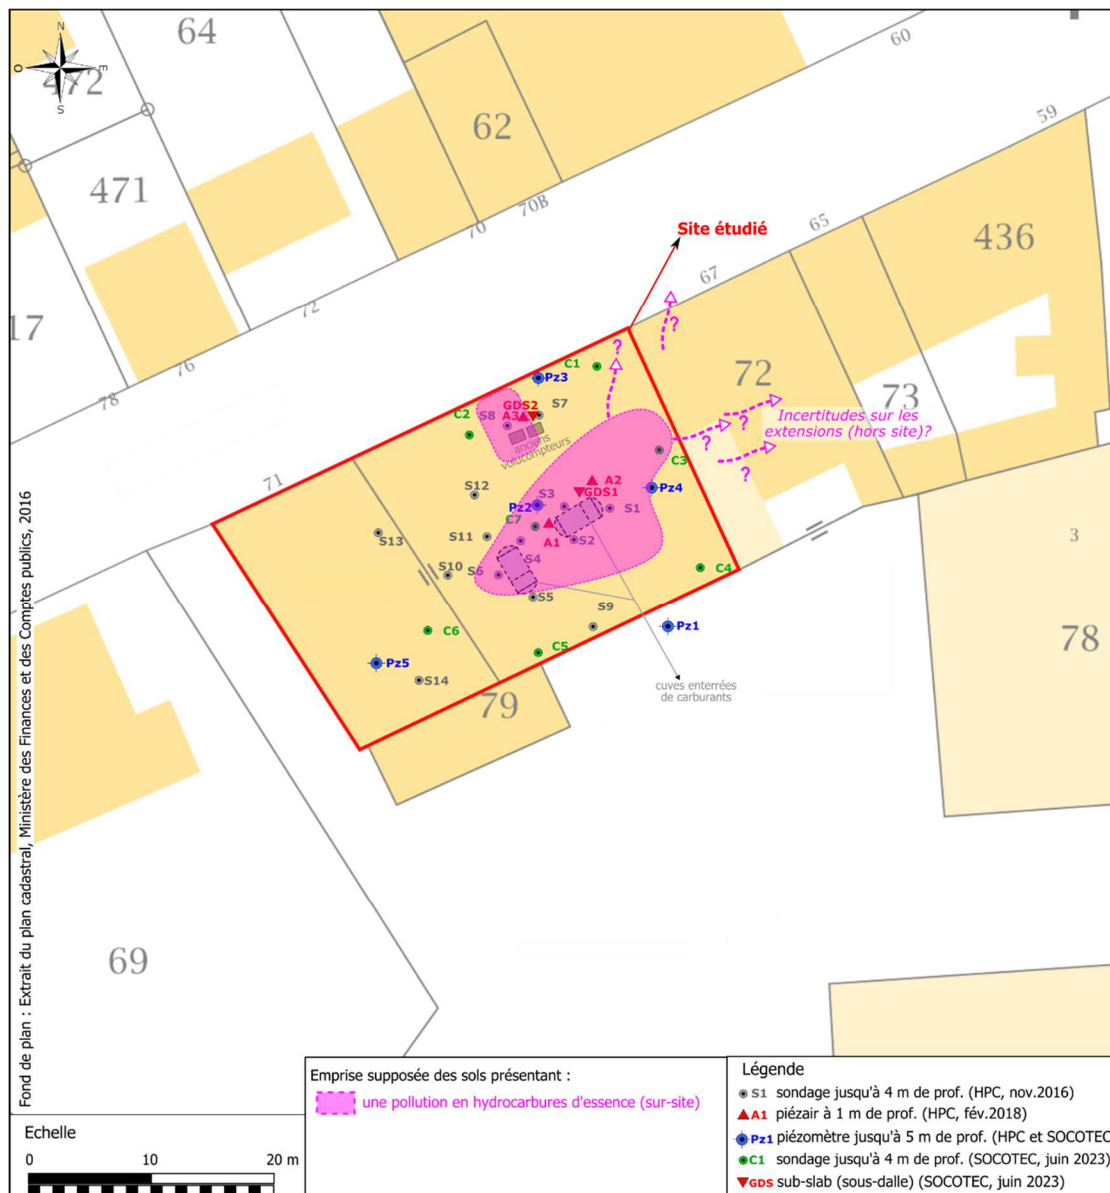 N
O
E
S
64
472
62
60
471
59
70B
70
436
65
Site étudié
67
72
17
76
78
72
73
C1
?
?
Pz3
GDS2
S7
C2
S8
A3
anciens
volucompteurs
Incertitudes sur les
extensions (hors site)?
?
?
?
C3
71
S12
A2
GDS1
Pz4
S3
Pz2
S1
C7
S13
S11
A1
S2
S4
S10
S6
C4
S5
S9
3
C6
Pz1
78
C5
Pz5
S14
cuves enterrées
de carburants
79
69
Fond de plan : Extrait du plan cadastral, Ministère des Finances et des Comptes publics, 2016
Emprise supposée des sols présentant :
une pollution en hydrocarbures d'essence (sur-site)
Légende
S1 sondage jusqu'à 4 m de prof. (HPC, nov.2016)
A1 piézair à 1 m de prof. (HPC, fév.2018)
Pz1 piézomètre jusqu'à 5 m de prof. (HPC et SOCOTEC
C1 sondage jusqu'à 4 m de prof. (SOCOTEC, juin 2023)
GDS sub-slab (sous-dalle) (SOCOTEC, juin 2023)
Echelle
0 10 20 m